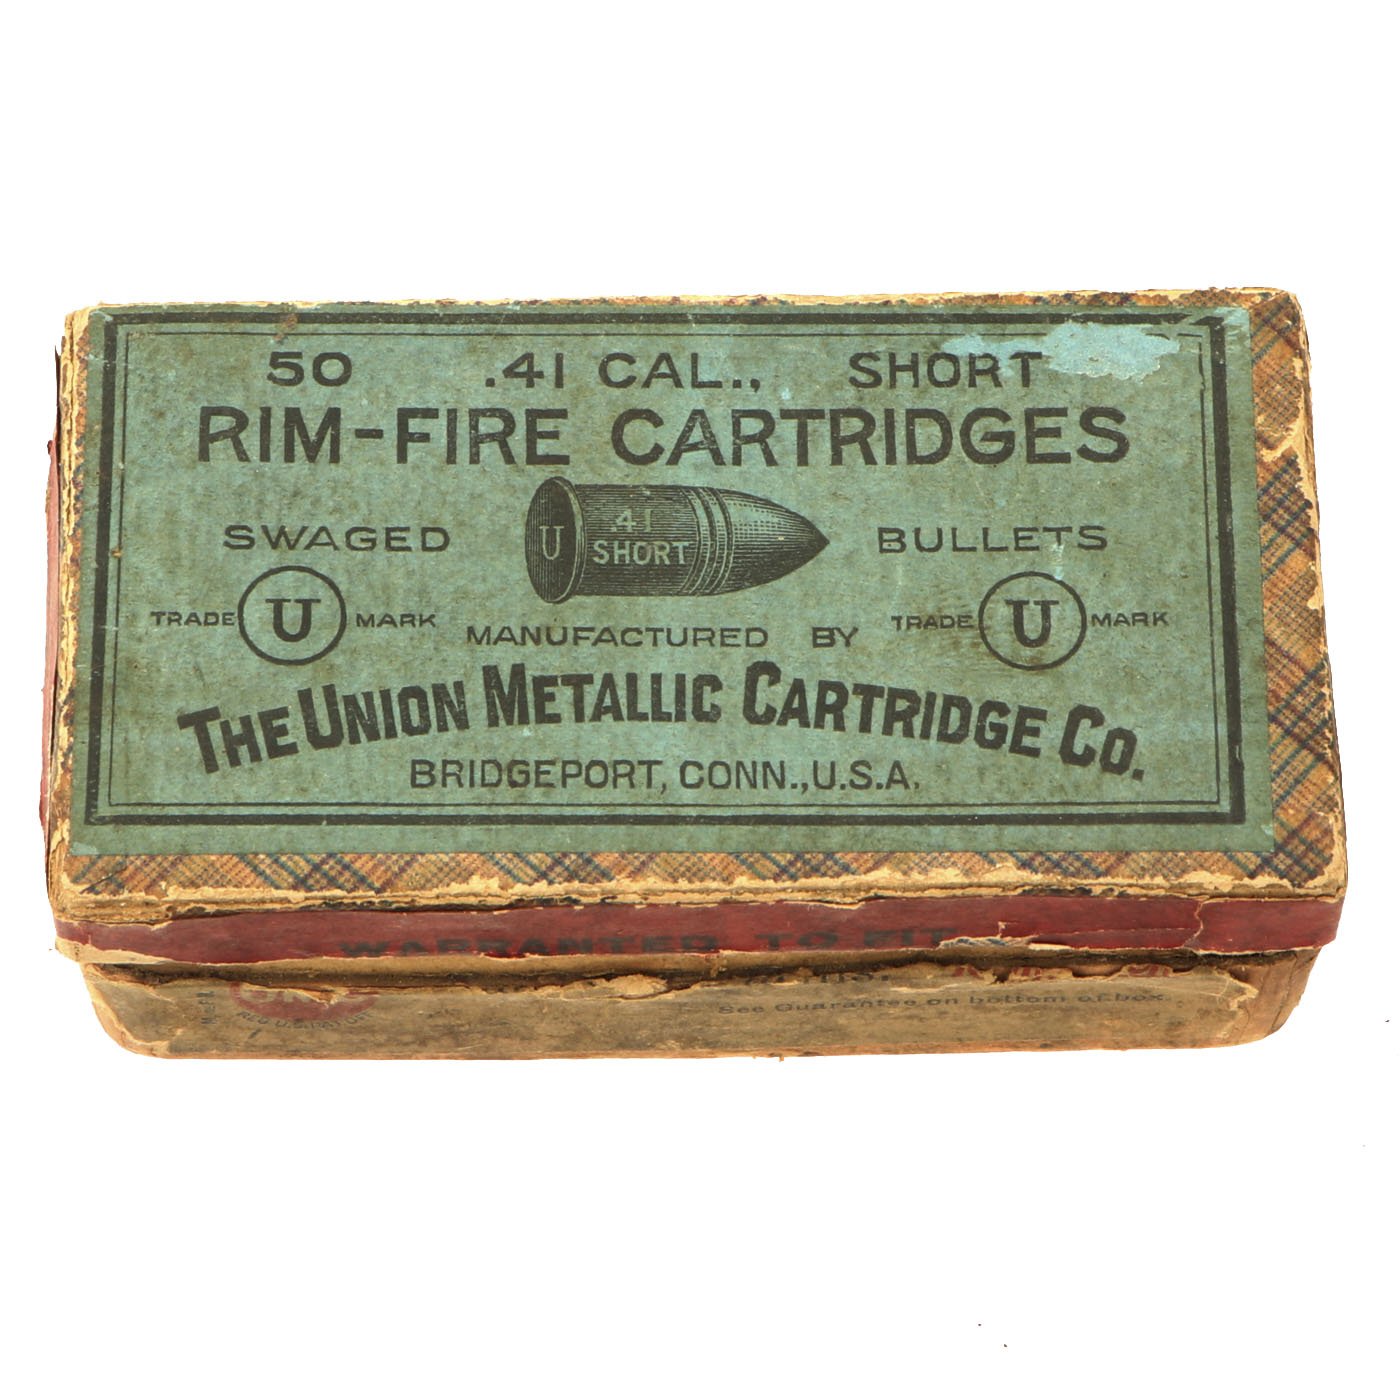 50 .41 CAL., SHORT
RIM-FIRE CARTRIDGES
U .41
SHORT
SWAGED BULLETS
TRADE U MARK TRADE U MARK
MANUFACTURED BY
THE UNION METALLIC CARTRIDGE CO.
BRIDGEPORT, CONN., U.S.A.
WARRANTED TO FIT
See Guarantee on bottom of box